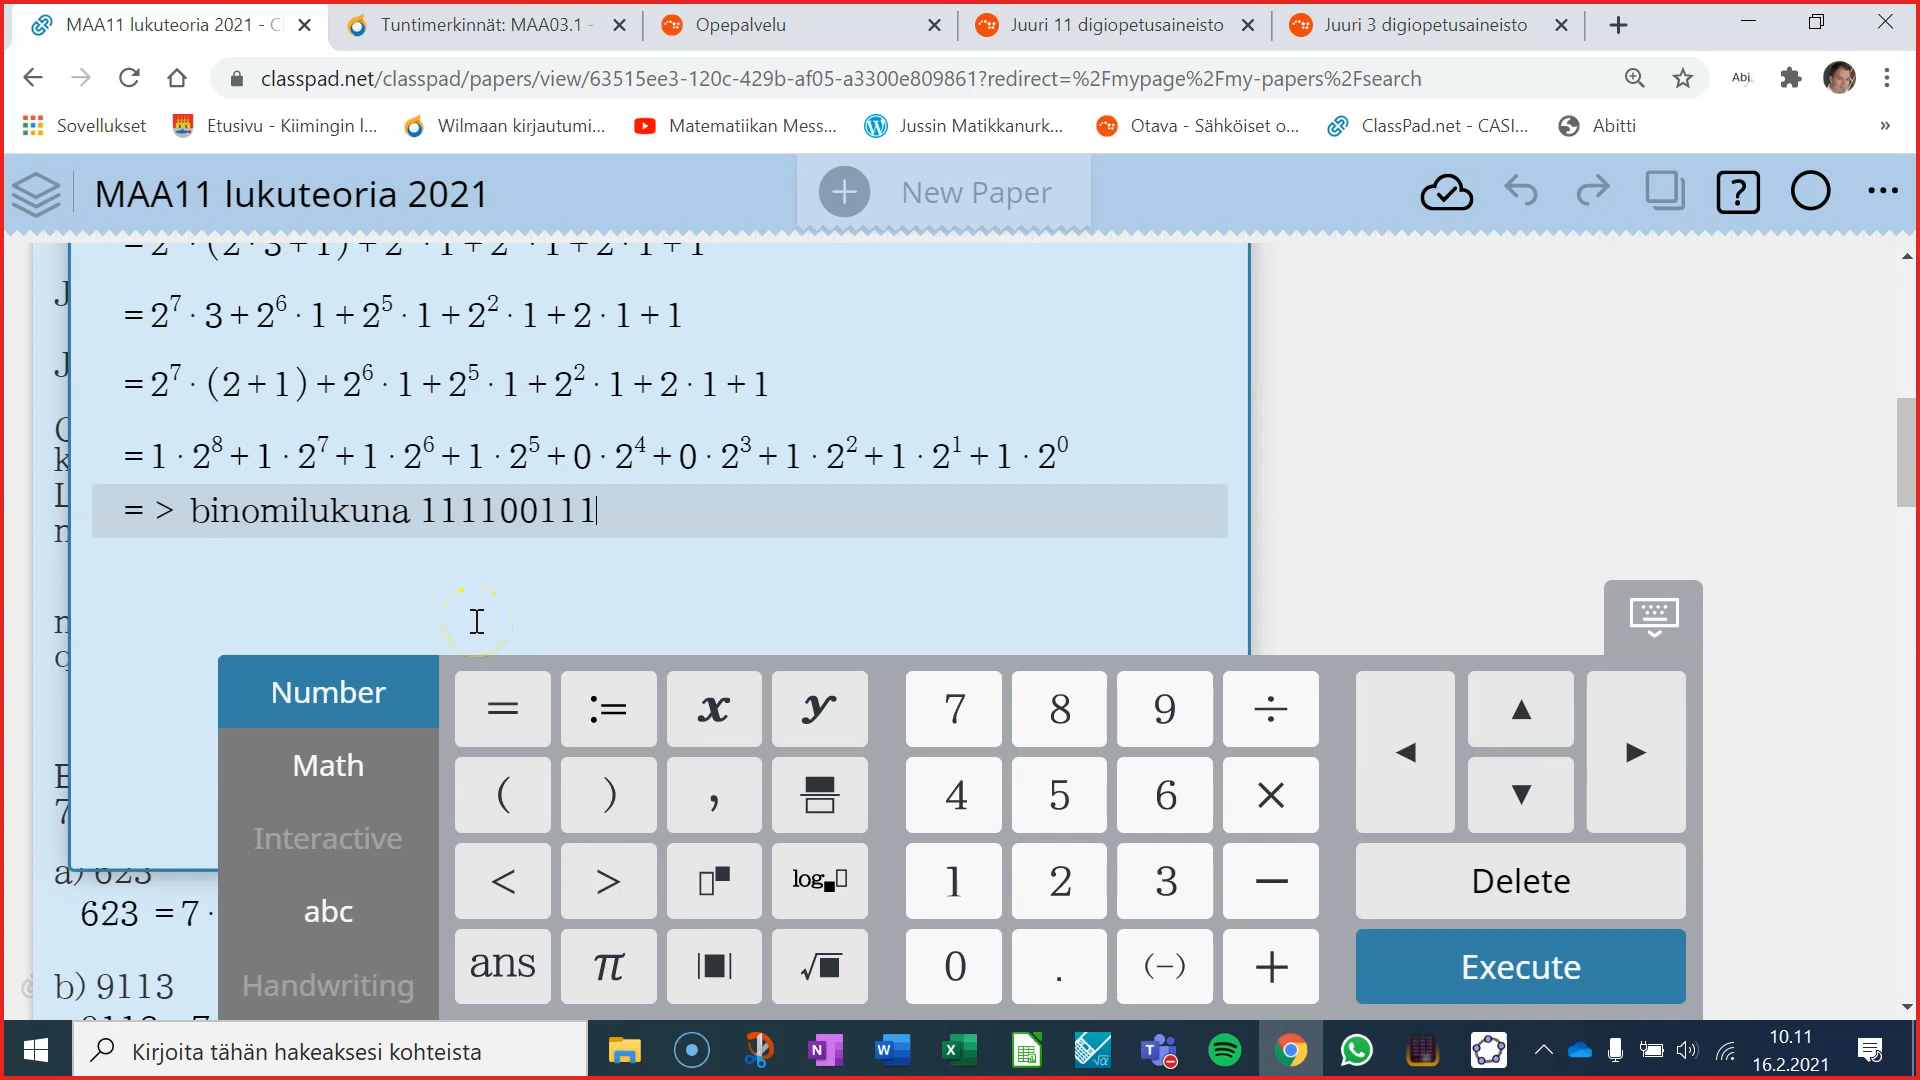 MAA11 lukuteoria 2021 - C
Tuntimerkinnät: MAA03.1 -
Opepalvelu
Juuri 11 digiopetusaineisto
Juuri 3 digiopetusaineisto
classpad.net/classpad/papers/view/63515ee3-120c-429b-af05-a3300e809861?redirect=%2Fmypage%2Fmy-papers%2Fsearch
Abi
Sovellukset
Etusivu - Kiimingin l...
Wilmaan kirjautumi...
Matematiikan Mess...
Jussin Matikkanurk...
Otava - Sähköiset o...
ClassPad.net - CASI...
Abitti
»
MAA11 lukuteoria 2021
+ New Paper
?
= 2⁷ · 3 + 2⁶ · 1 + 2⁵ · 1 + 2² · 1 + 2 · 1 + 1
= 2⁷ · (2 + 1) + 2⁶ · 1 + 2⁵ · 1 + 2² · 1 + 2 · 1 + 1
= 1 · 2⁸ + 1 · 2⁷ + 1 · 2⁶ + 1 · 2⁵ + 0 · 2⁴ + 0 · 2³ + 1 · 2² + 1 · 2¹ + 1 · 2⁰
= > binomilukuna 111100111
a) 623
623 = 7 ·
b) 9113
Number
Math
Interactive
abc
Handwriting
= := x y 7 8 9 ÷
( ) , 4 5 6 ×
< > log 1 2 3 −
Delete
ans π √ 0 . (−) +
Execute
Kirjoita tähän hakeaksesi kohteista
10.11
16.2.2021